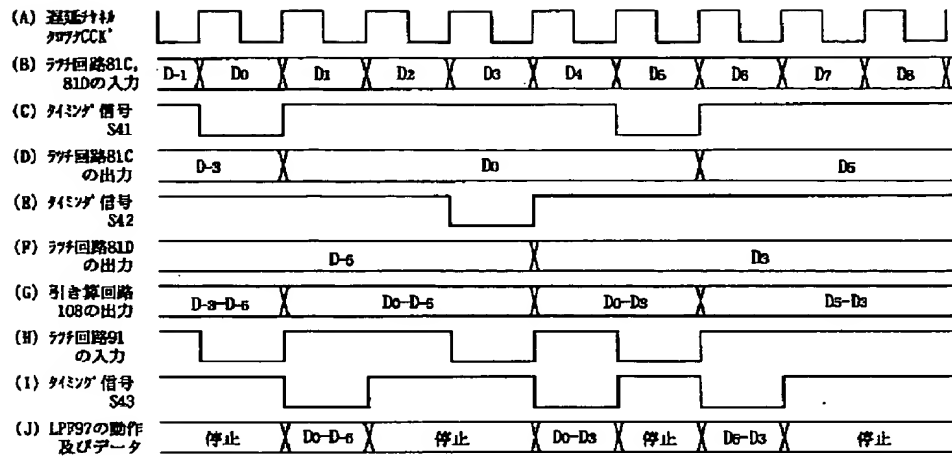 (A) 遅延チャネル
クロックCCK'
(B) ラッチ回路81C,
81Dの入力
D-1 D0 D1 D2 D3 D4 D5 D6 D7 D8
(C) タイミング信号
S41
(D) ラッチ回路81C
の出力
D-3 D0 D5
(E) タイミング信号
S42
(F) ラッチ回路81D
の出力
D-5 D3
(G) 引き算回路
108の出力
D-3-D-5 D0-D-5 D0-D3 D5-D3
(H) ラッチ回路91
の入力
(I) タイミング信号
S43
(J) LPF97の動作
及びデータ
停止 D0-D-5 停止 D0-D3 停止 D5-D3 停止